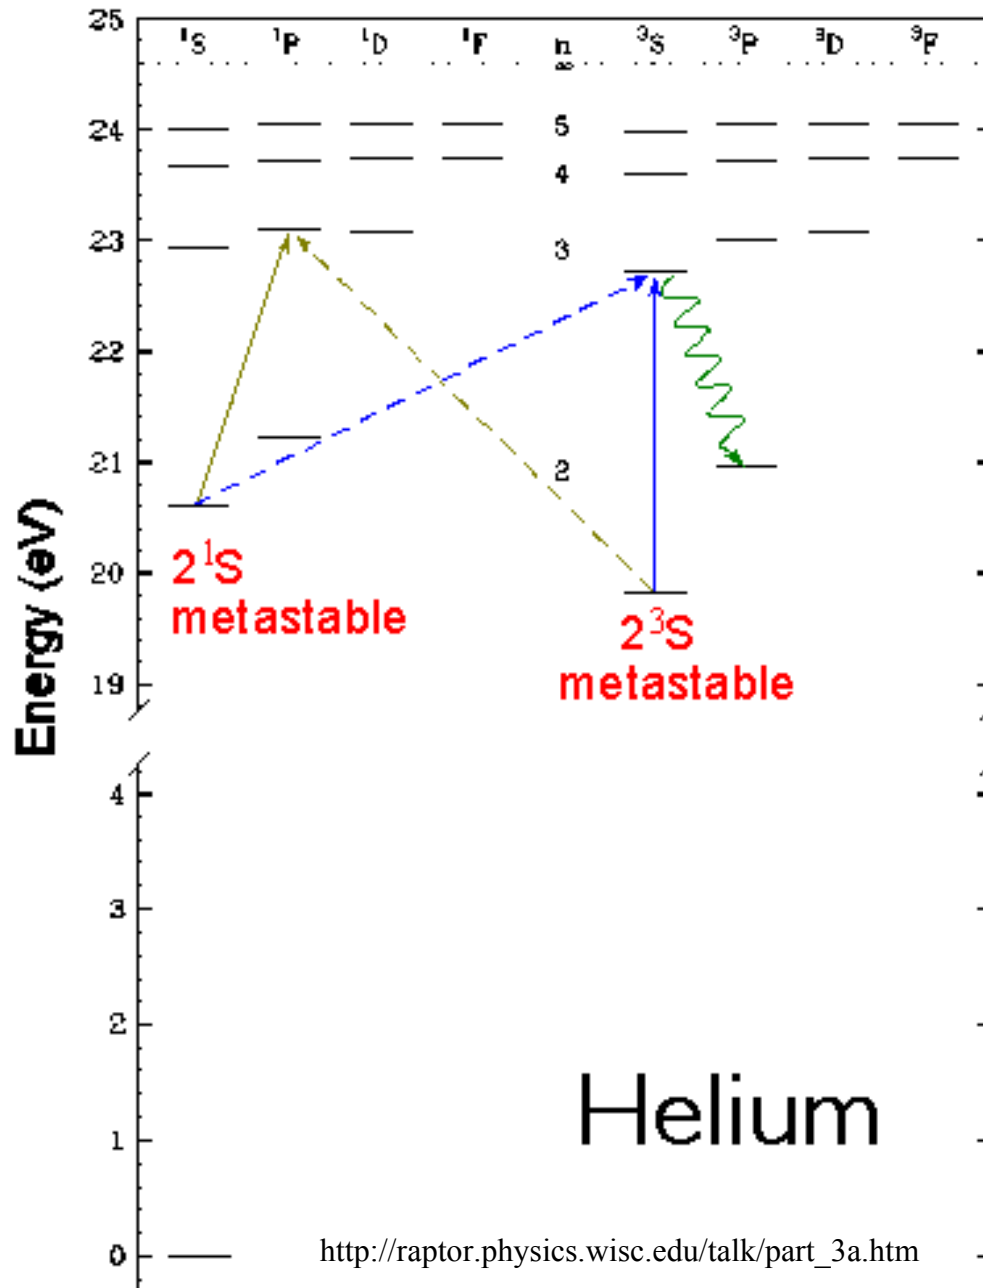 25
¹S ¹P ¹D ¹F n ³S ³P ³D ³F
∞
24
5
4
23
3
22
21
2
20
2¹S
metastable
2³S
metastable
19
Energy (eV)
4
3
2
1
Helium
0
http://raptor.physics.wisc.edu/talk/part_3a.htm